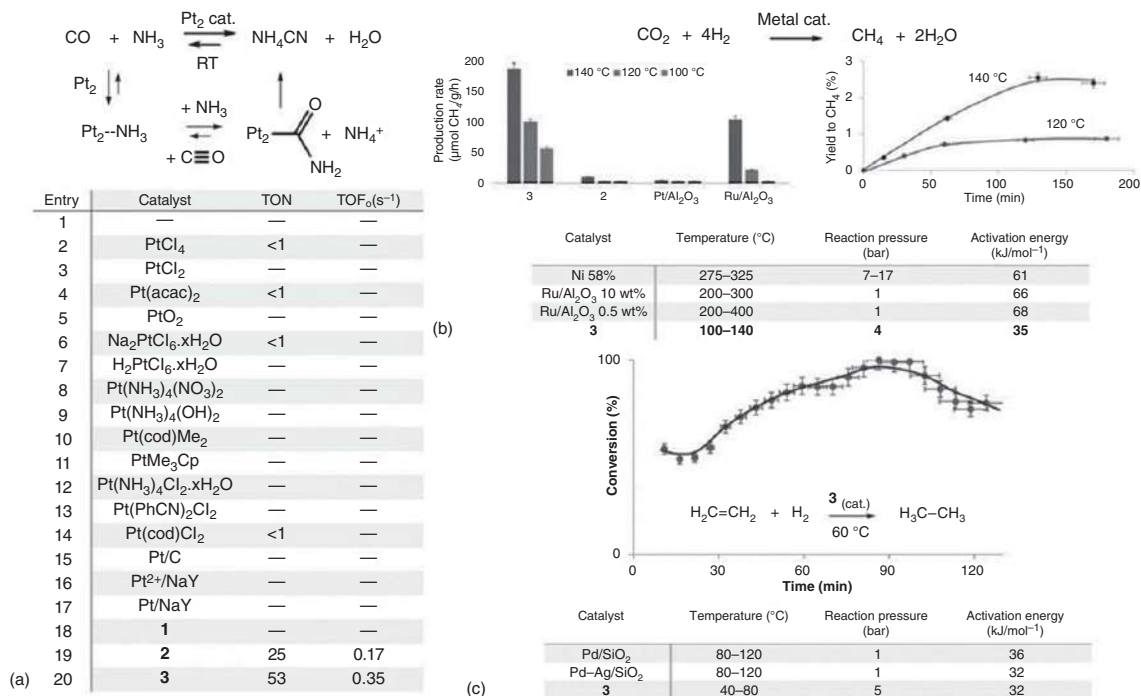 CO + NH₃ Pt₂ cat. NH₄CN + H₂O
RT
Pt₂
Pt₂--NH₃ + NH₃ Pt₂ O + NH₄⁺
+ C≡O NH₂
Entry Catalyst TON TOFₒ(s⁻¹)
1 — — —
2 PtCl₄ <1 —
3 PtCl₂ — —
4 Pt(acac)₂ <1 —
5 PtO₂ — —
6 Na₂PtCl₆.xH₂O <1 —
7 H₂PtCl₆.xH₂O — —
8 Pt(NH₃)₄(NO₃)₂ — —
9 Pt(NH₃)₄(OH)₂ — —
10 Pt(cod)Me₂ — —
11 PtMe₃Cp — —
12 Pt(NH₃)₄Cl₂.xH₂O — —
13 Pt(PhCN)₂Cl₂ — —
14 Pt(cod)Cl₂ <1 —
15 Pt/C — —
16 Pt²⁺/NaY — —
17 Pt/NaY — —
18 1 — —
19 2 25 0.17
20 3 53 0.35
(a)
CO₂ + 4H₂ Metal cat. CH₄ + 2H₂O
Production rate
(μmol CH₄/g/h)
200
150
100
50
0
140 °C 120 °C 100 °C
3 2 Pt/Al₂O₃ Ru/Al₂O₃
Yield to CH₄ (%)
3
2
1
0
140 °C
120 °C
0 50 100 150 200
Time (min)
Catalyst Temperature (°C) Reaction pressure (bar) Activation energy (kJ/mol⁻¹)
Ni 58% 275–325 7–17 61
Ru/Al₂O₃ 10 wt% 200–300 1 66
Ru/Al₂O₃ 0.5 wt% 200–400 1 68
3 100–140 4 35
(b)
Conversion (%)
100
0
H₂C=CH₂ + H₂ 3 (cat.) H₃C–CH₃
60 °C
0 30 60 90 120
Time (min)
Catalyst Temperature (°C) Reaction pressure (bar) Activation energy (kJ/mol⁻¹)
Pd/SiO₂ 80–120 1 36
Pd–Ag/SiO₂ 80–120 1 32
3 40–80 5 32
(c)